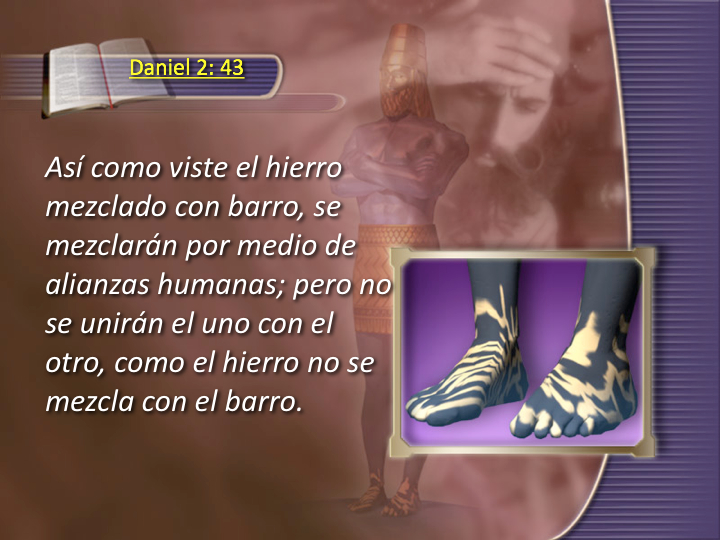 Daniel 2: 43
Así como viste el hierro
mezclado con barro, se
mezclarán por medio de
alianzas humanas; pero no
se unirán el uno con el
otro, como el hierro no se
mezcla con el barro.